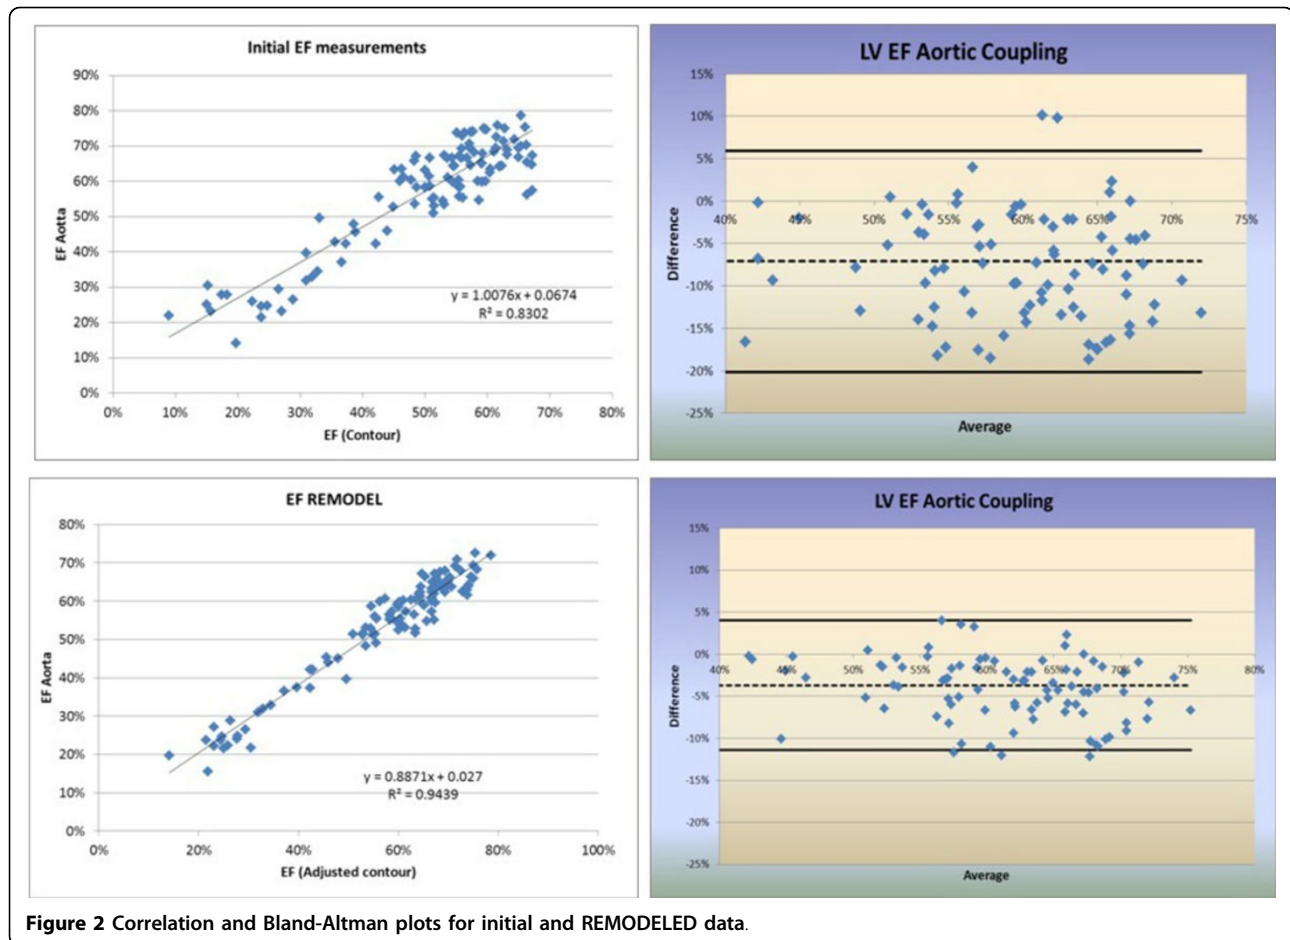 Initial EF measurements
90%
80%
70%
60%
50%
40%
30%
20%
10%
0%
EF Aotta
y = 1.0076x + 0.0674
R² = 0.8302
0% 10% 20% 30% 40% 50% 60% 70% 80%
EF (Contour)
LV EF Aortic Coupling
15%
10%
5%
0%
40% 45% 50% 55% 60% 65% 70% 75%
-5%
-10%
-15%
-20%
-25%
Difference
Average
EF REMODEL
80%
70%
60%
50%
40%
30%
20%
10%
0%
EF Aorta
y = 0.8871x + 0.027
R² = 0.9439
0% 20% 40% 60% 80% 100%
EF (Adjusted contour)
LV EF Aortic Coupling
15%
10%
5%
0%
40% 45% 50% 55% 60% 65% 70% 75% 80%
-5%
-10%
-15%
-20%
-25%
Difference
Average
Figure 2 Correlation and Bland-Altman plots for initial and REMODELED data.